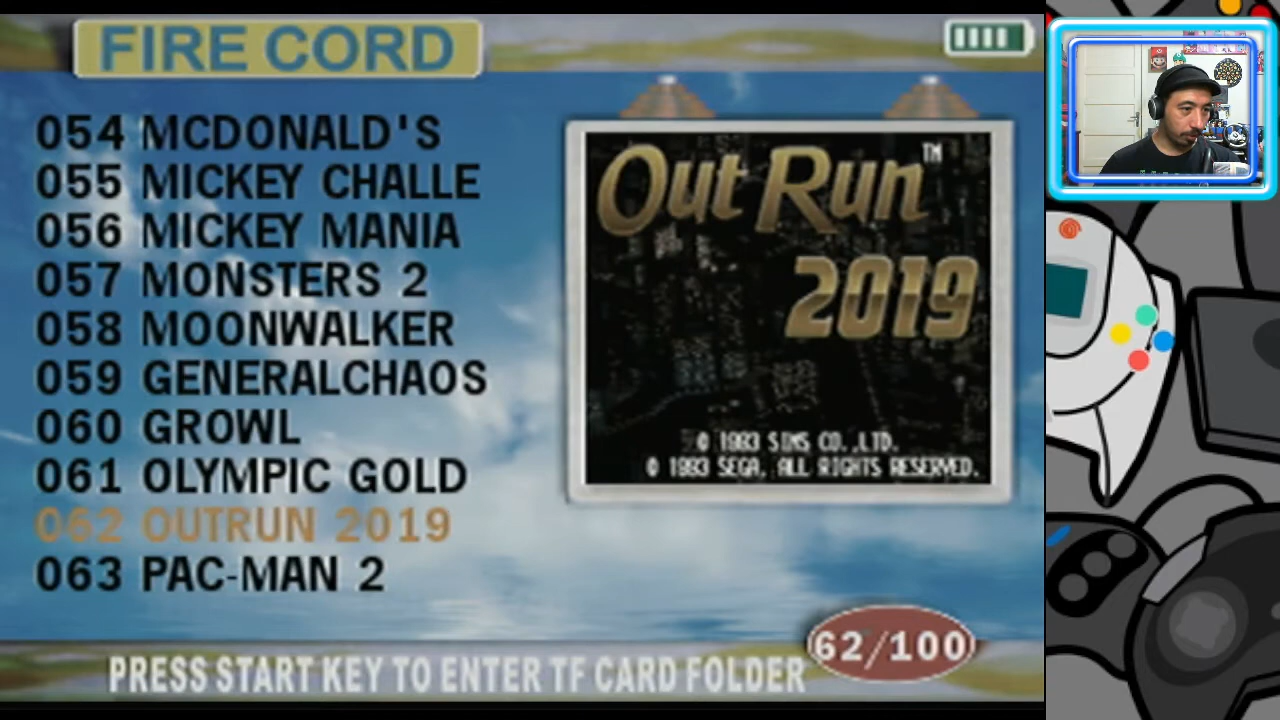 FIRE CORD
054 MCDONALD'S
055 MICKEY CHALLE
056 MICKEY MANIA
057 MONSTERS 2
058 MOONWALKER
059 GENERALCHAOS
060 GROWL
061 OLYMPIC GOLD
062 OUTRUN 2019
063 PAC-MAN 2
Out Run™
2019
© 1993 SIMS CO.,LTD.
© 1993 SEGA. ALL RIGHTS RESERVED.
62/100
PRESS START KEY TO ENTER TF CARD FOLDER